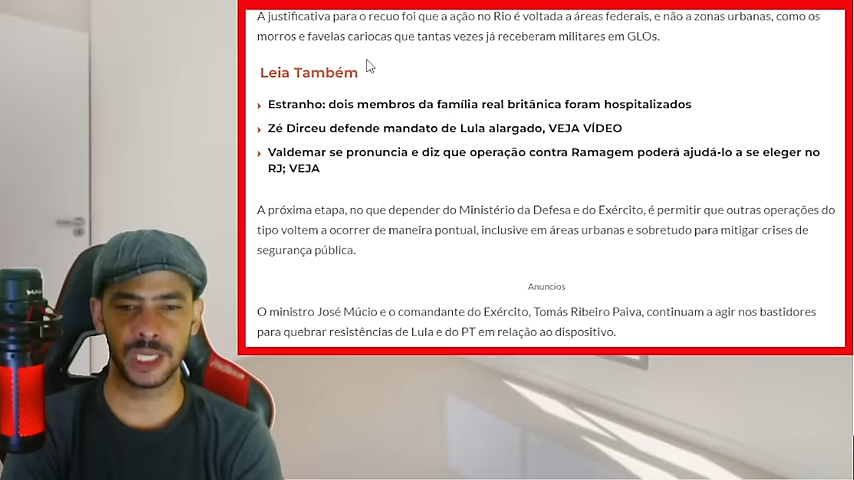 A justificativa para o recuo foi que a ação no Rio é voltada a áreas federais, e não a zonas urbanas, como os
morros e favelas cariocas que tantas vezes já receberam militares em GLOs.
Leia Também
Estranho: dois membros da família real britânica foram hospitalizados
Zé Dirceu defende mandato de Lula alargado, VEJA VÍDEO
Valdemar se pronuncia e diz que operação contra Ramagem poderá ajudá-lo a se eleger no
RJ; VEJA
A próxima etapa, no que depender do Ministério da Defesa e do Exército, é permitir que outras operações do
tipo voltem a ocorrer de maneira pontual, inclusive em áreas urbanas e sobretudo para mitigar crises de
segurança pública.
Anuncios
O ministro José Múcio e o comandante do Exército, Tomás Ribeiro Paiva, continuam a agir nos bastidores
para quebrar resistências de Lula e do PT em relação ao dispositivo.